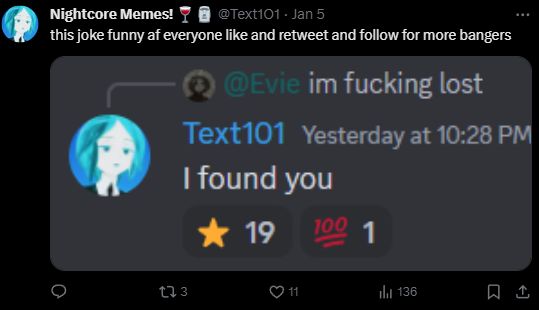 Nightcore Memes! 🍷 🥫 @Text1O1 · Jan 5
this joke funny af everyone like and retweet and follow for more bangers
@Evie im fucking lost
Text1O1 Yesterday at 10:28 PM
I found you
⭐ 19 💯 1
3 11 136